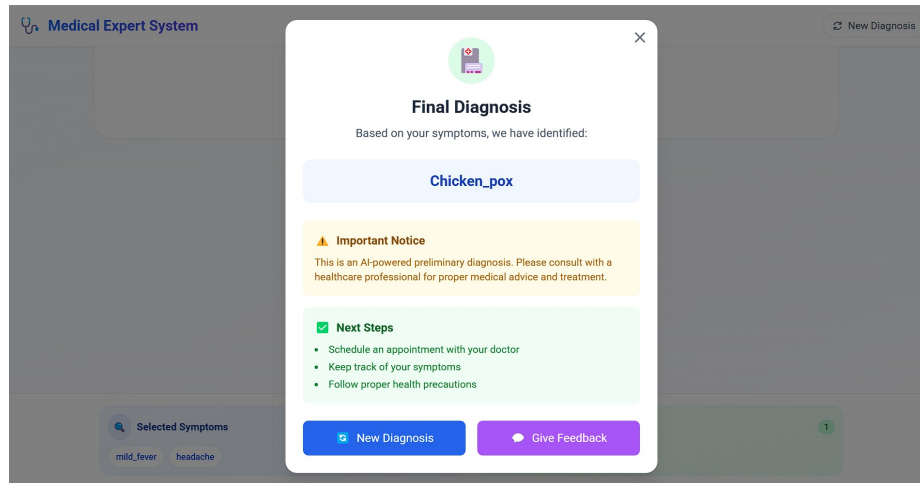 Medical Expert System
New Diagnosis
Final Diagnosis
Based on your symptoms, we have identified:
Chicken_pox
Important Notice
This is an AI-powered preliminary diagnosis. Please consult with a
healthcare professional for proper medical advice and treatment.
Next Steps
• Schedule an appointment with your doctor
• Keep track of your symptoms
• Follow proper health precautions
New Diagnosis
Give Feedback
Selected Symptoms
1
mild_fever
headache